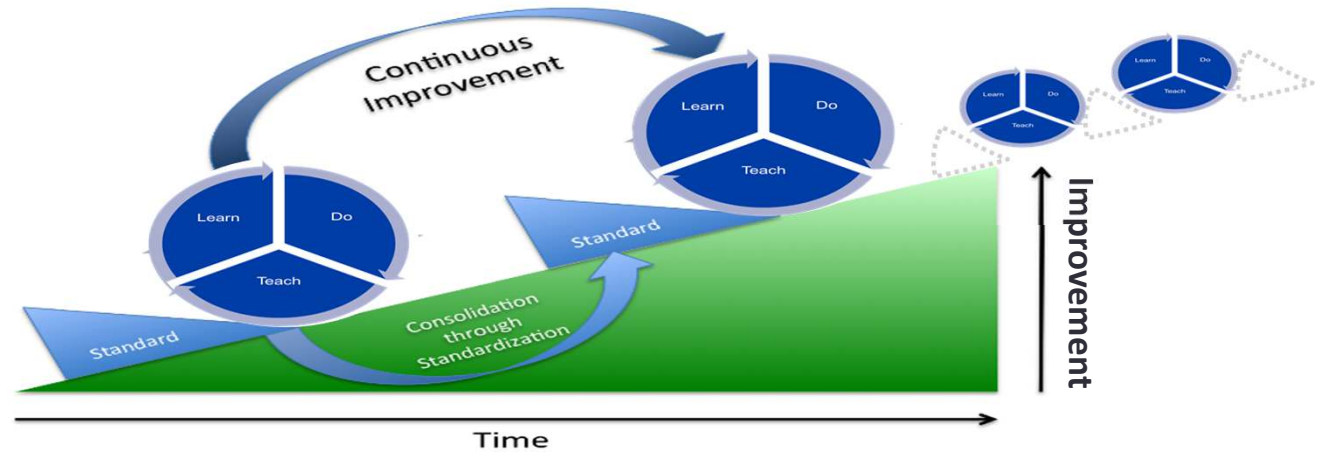 Continuous
Improvement
Learn
Do
Teach
Learn
Do
Teach
Learn
Do
Teach
Learn
Do
Teach
Standard
Standard
Consolidation
through
Standardization
Improvement
Time